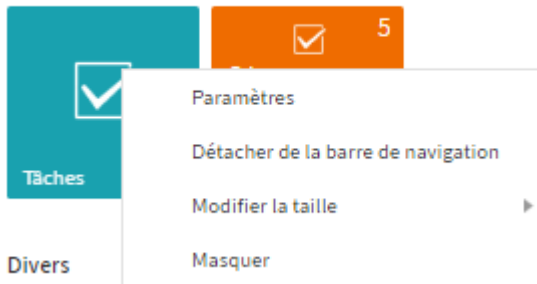 5
Paramètres
Détacher de la barre de navigation
Tâches
Modifier la taille
Divers
Masquer